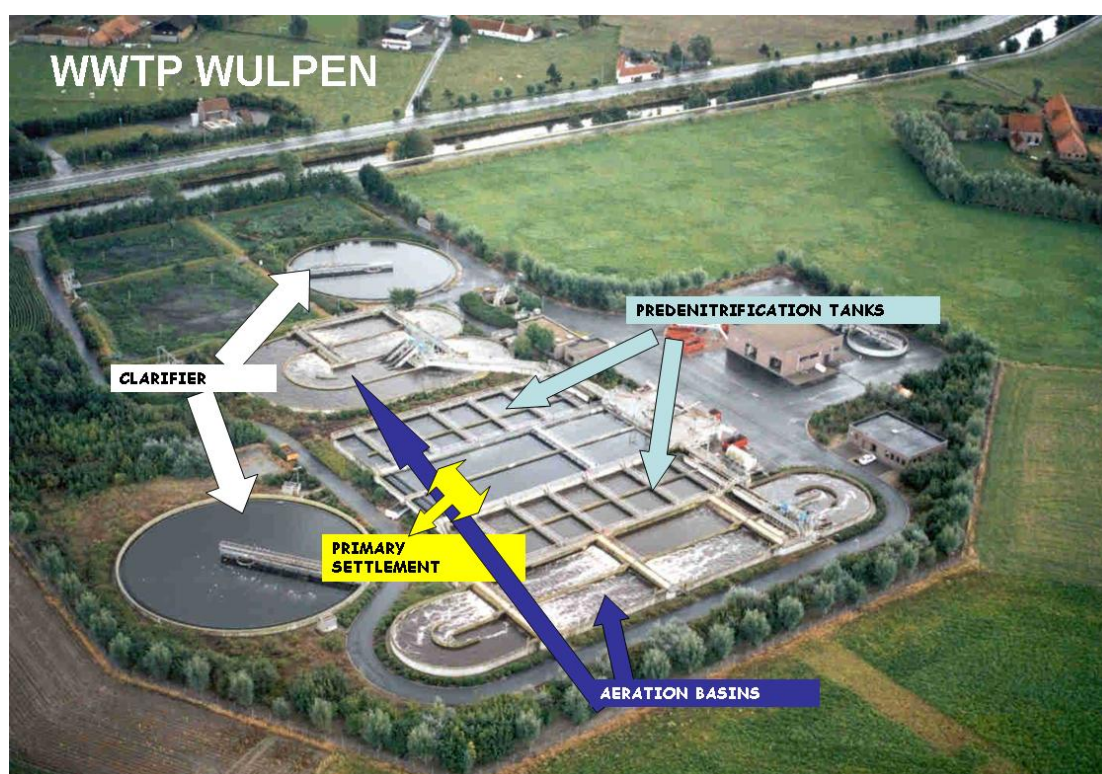 WWTP WULPEN
PREDENITRIFICATION TANKS
CLARIFIER
PRIMARY
SETTLEMENT
AERATION BASINS